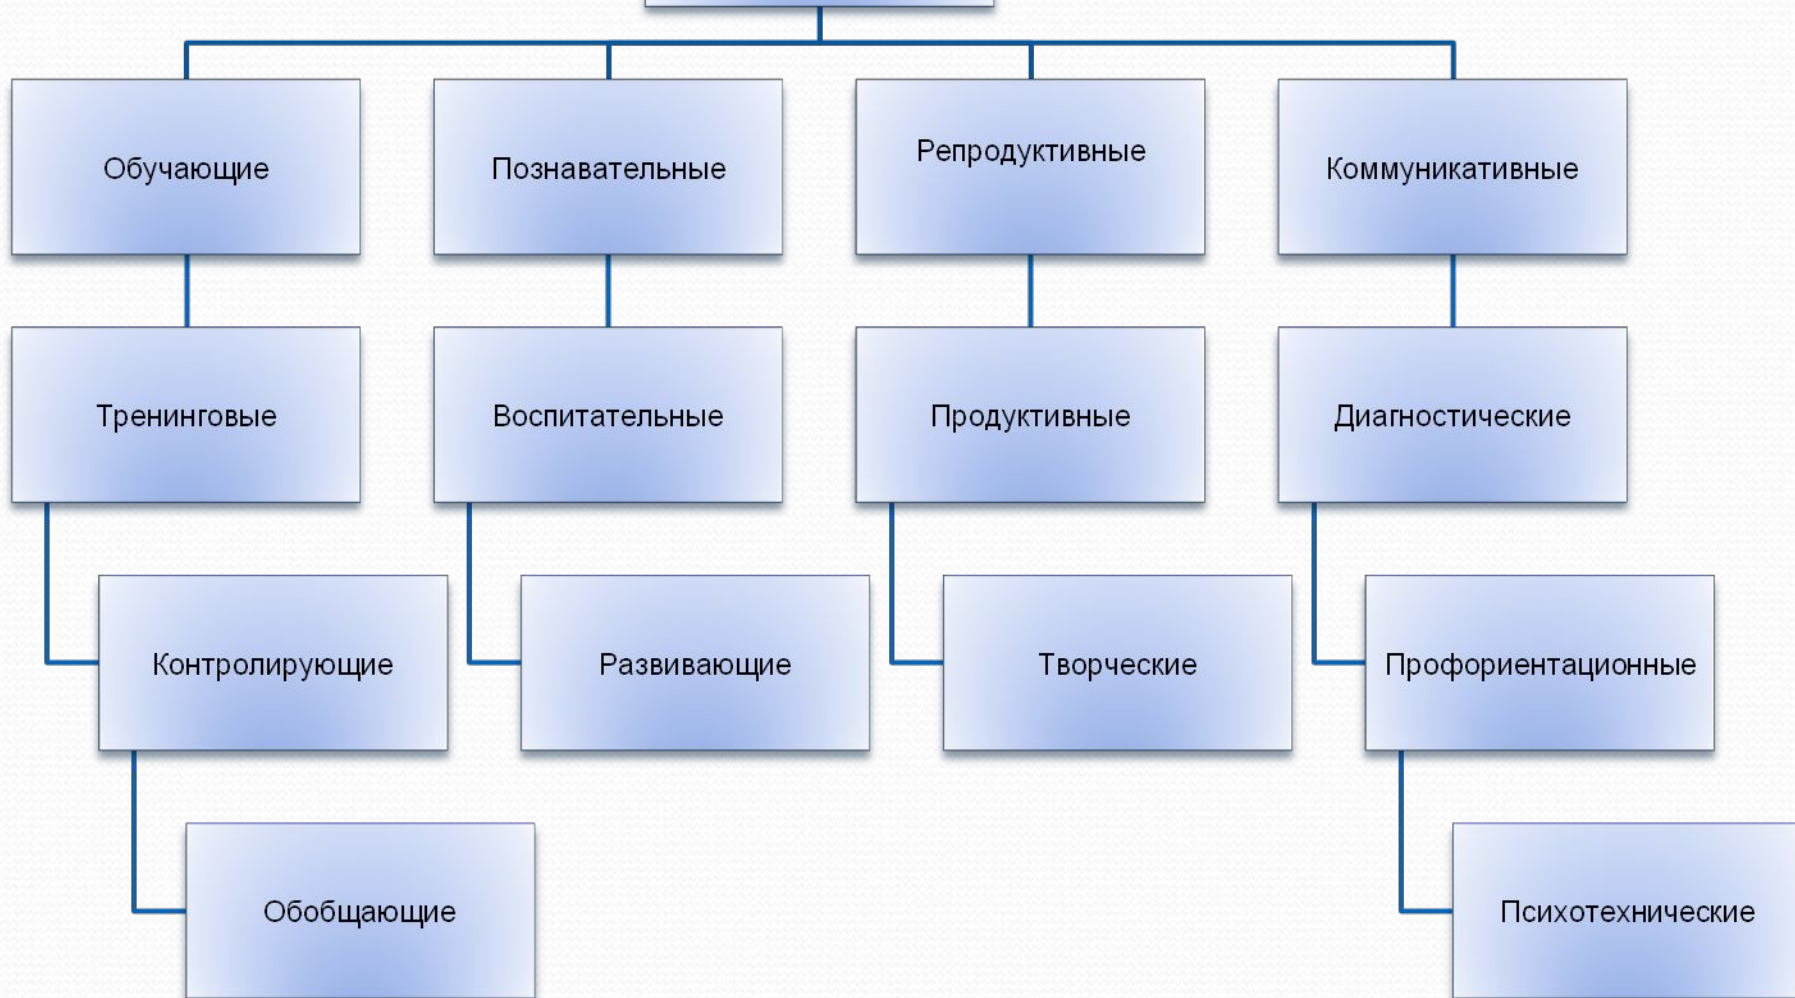 Обучающие
Познавательные
Репродуктивные
Коммуникативные
Тренинговые
Воспитательные
Продуктивные
Диагностические
Контролирующие
Развивающие
Творческие
Профориентационные
Обобщающие
Психотехнические